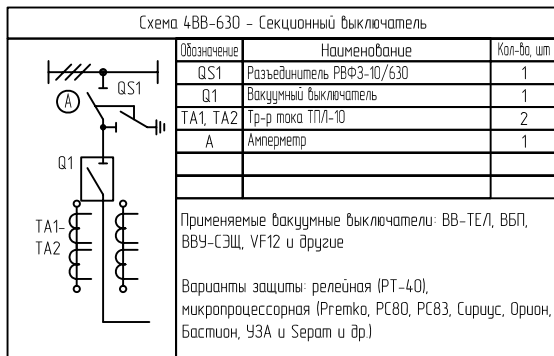 Схема 4ВВ-630 - Секционный выключатель
Обозначение Наименование Кол-во, шт
QS1 Разъединитель РВФЗ-10/630 1
Q1 Вакуумный выключатель 1
TA1, TA2 Тр-р тока ТПЛ-10 2
А Амперметр 1
QS1
А
Q1
TA1-
TA2
Применяемые вакуумные выключатели: ВВ-ТЕЛ, ВБП,
ВВУ-СЭЩ, VF12 и другие
Варианты защиты: релейная (РТ-40),
микропроцессорная (Premko, РС80, РС83, Сириус, Орион,
Бастион, УЗА и Sepam и др.)